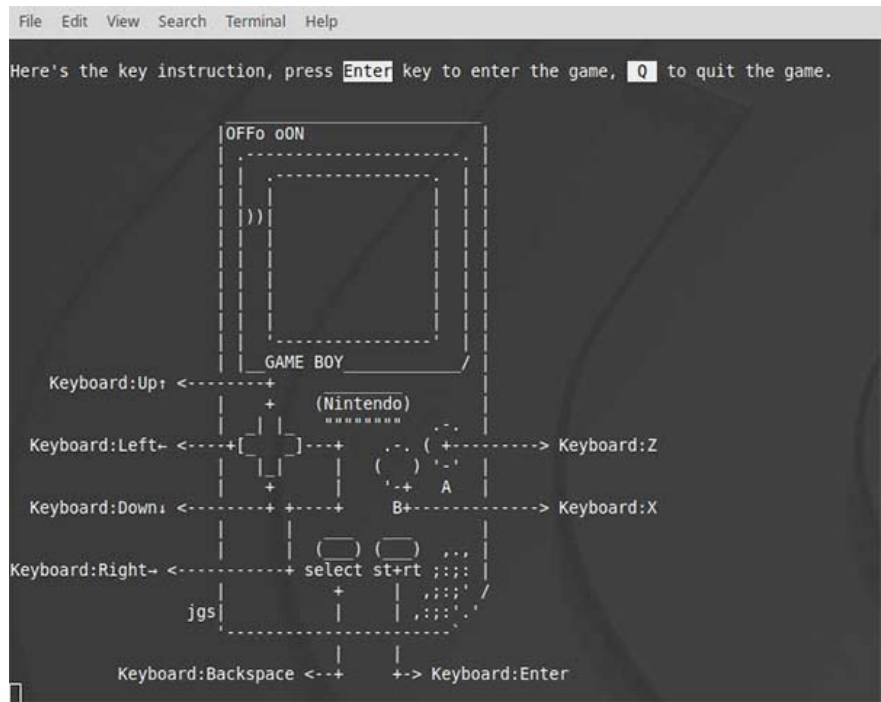 File Edit View Search Terminal Help
Here's the key instruction, press Enter key to enter the game, Q to quit the game.
OFFo oON
GAME BOY
Keyboard:Up↑
(Nintendo)
Keyboard:Left←
Keyboard:Z
A
Keyboard:Down↓
B
Keyboard:X
Keyboard:Right→
select st+rt
jgs
Keyboard:Backspace
Keyboard:Enter